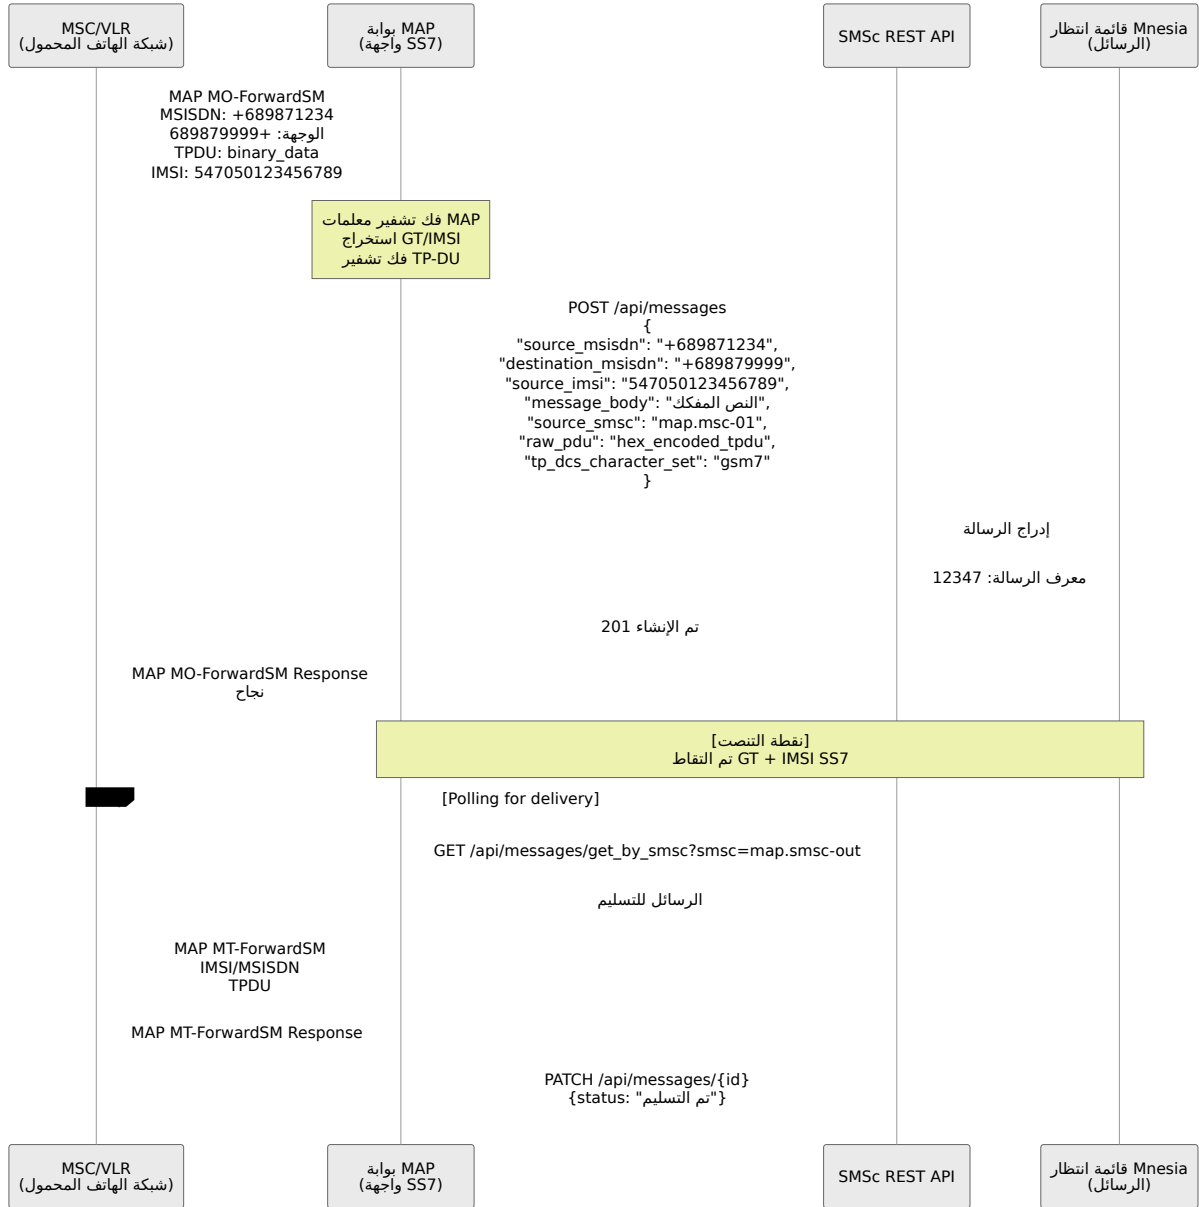 MSC/VLR
(شبكة الهاتف المحمول)
بوابة MAP
(واجهة SS7)
SMSc REST API
قائمة انتظار Mnesia
(الرسائل)
MAP MO-ForwardSM
MSISDN: +689871234
الوجهة: +689879999
TPDU: binary_data
IMSI: 547050123456789
فك تشفير معلمات MAP
استخراج GT/IMSI
فك تشفير TP-DU
POST /api/messages
{
"source_msisdn": "+689871234",
"destination_msisdn": "+689879999",
"source_imsi": "547050123456789",
"message_body": "النص المفكك",
"source_smsc": "map.msc-01",
"raw_pdu": "hex_encoded_tpdu",
"tp_dcs_character_set": "gsm7"
}
إدراج الرسالة
معرف الرسالة: 12347
201 تم الإنشاء
MAP MO-ForwardSM Response
نجاح
[نقطة التنصت]
تم التقاط GT + IMSI SS7
[Polling for delivery]
GET /api/messages/get_by_smsc?smsc=map.smsc-out
الرسائل للتسليم
MAP MT-ForwardSM
IMSI/MSISDN
TPDU
MAP MT-ForwardSM Response
PATCH /api/messages/{id}
{status: "تم التسليم"}
MSC/VLR
(شبكة الهاتف المحمول)
بوابة MAP
(واجهة SS7)
SMSc REST API
قائمة انتظار Mnesia
(الرسائل)